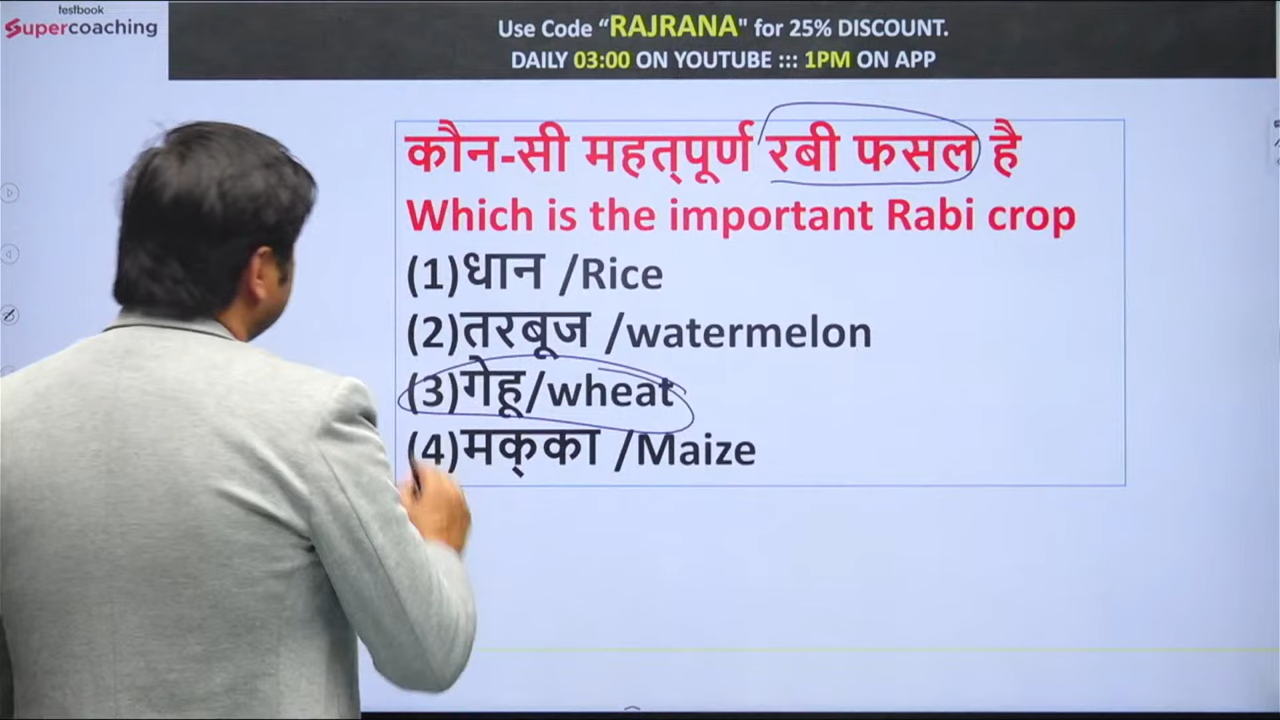 testbook
Supercoaching
Use Code “RAJRANA" for 25% DISCOUNT.
DAILY 03:00 ON YOUTUBE ::: 1PM ON APP
कौन-सी महत्पूर्ण रबी फसल है
Which is the important Rabi crop
(1)धान /Rice
(2)तरबूज /watermelon
(3)गेहू/wheat
(4)मक्का /Maize